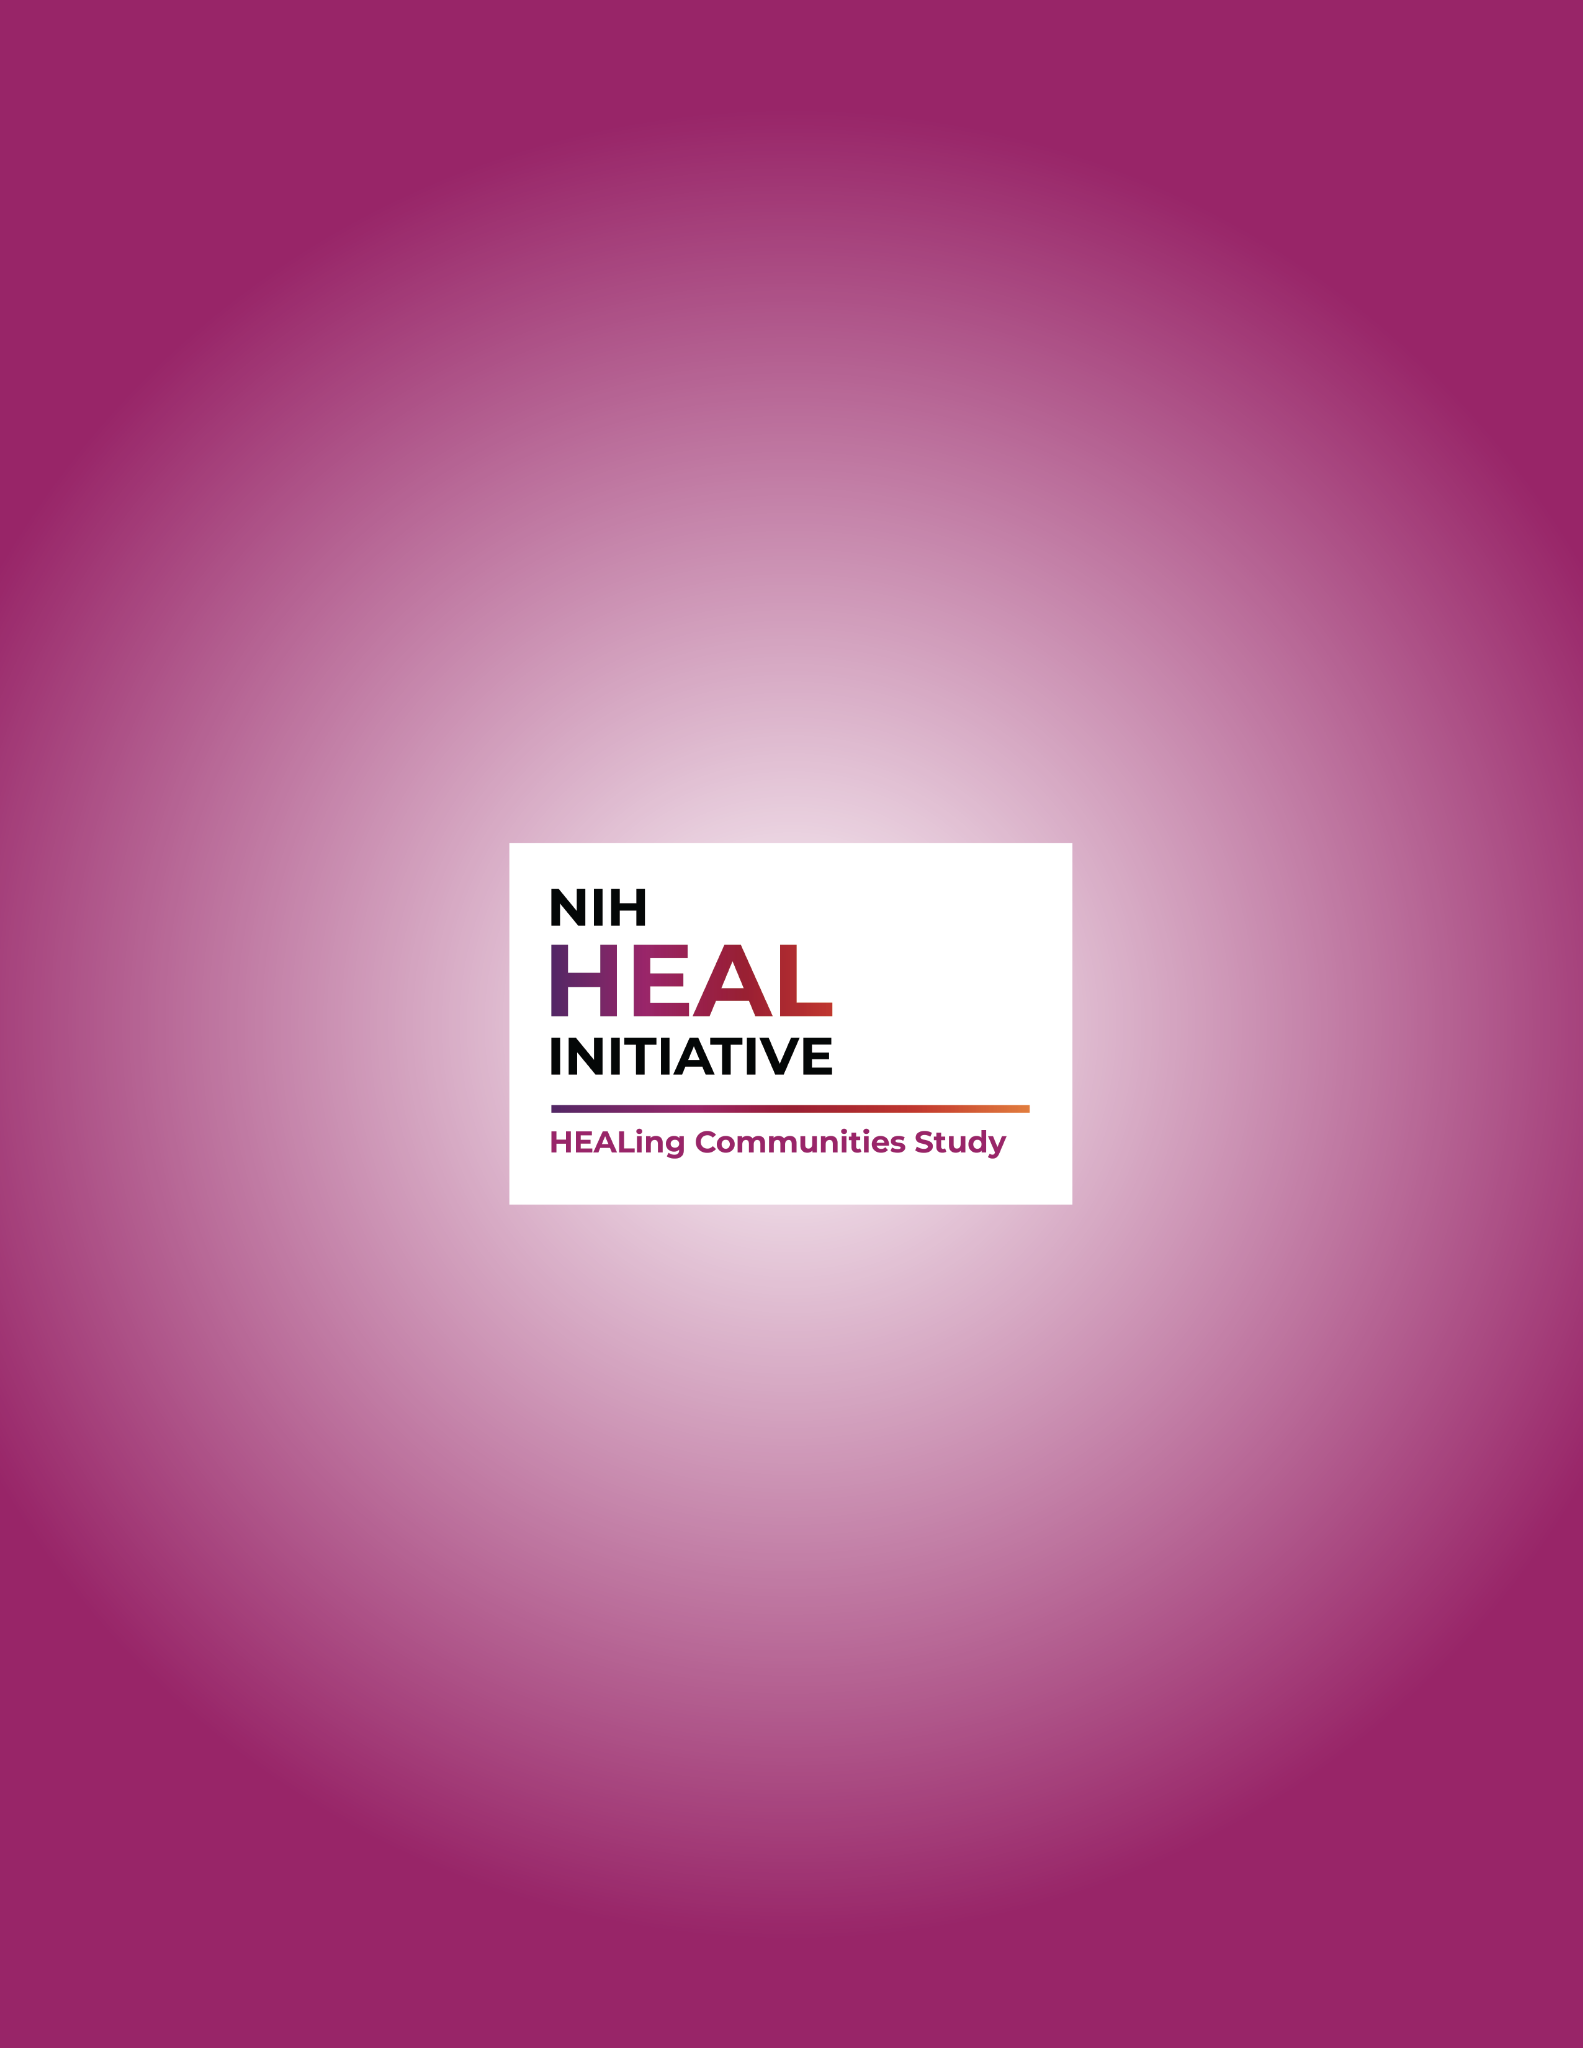 NIH
HEAL
INITIATIVE
HEALing Communities Study